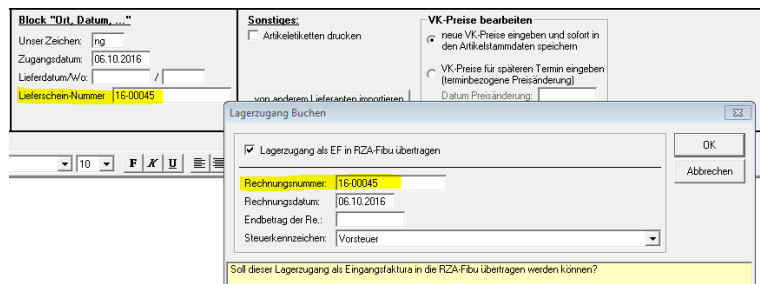 Block "Ort, Datum, ..."
Unser Zeichen: ng
Zugangsdatum: 06.10.2016
Lieferdatum/Wo: /
Lieferschein-Nummer 16-00045
Sonstiges:
Artikeletiketten drucken
von anderem Lieferanten importieren
VK-Preise bearbeiten
neue VK-Preise eingeben und sofort in
den Artikelstammdaten speichern
VK-Preise für späteren Termin eingeben
(terminbezogene Preisänderung)
Datum Preisänderung:
10 F K U
Lagerzugang Buchen
Lagerzugang als EF in RZA-Fibu übertragen
Rechnungsnummer: 16-00045
Rechnungsdatum: 06.10.2016
Endbetrag der Re.:
Steuerkennzeichen: Vorsteuer
OK
Abbrechen
Soll dieser Lagerzugang als Eingangsfaktura in die RZA-Fibu übertragen werden können?